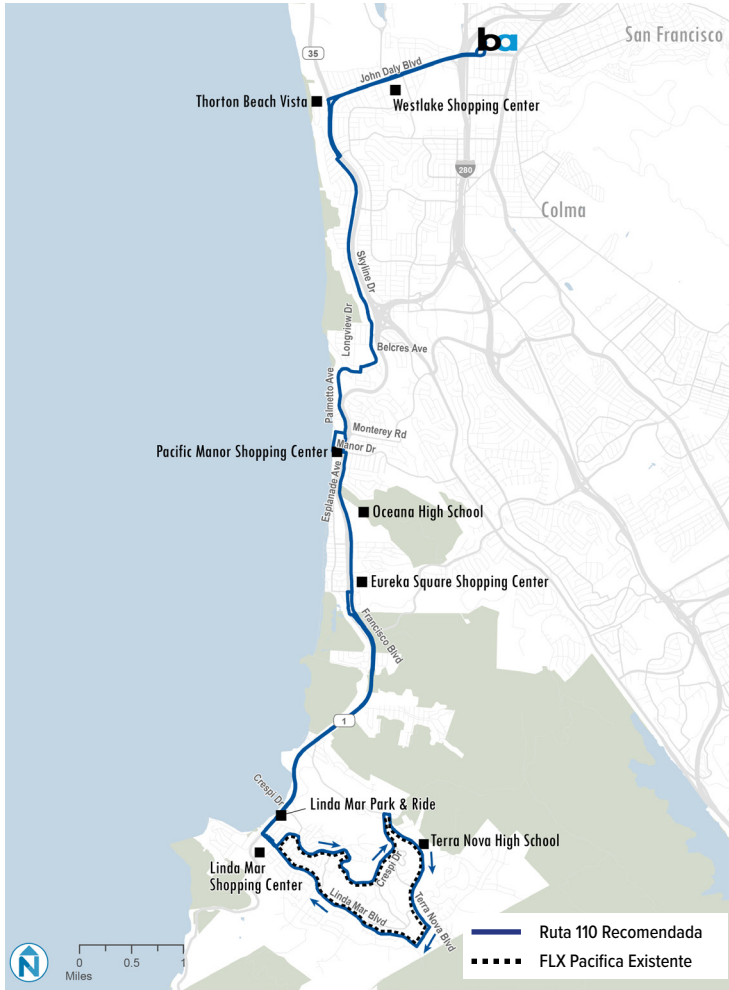 San Francisco
ba
35
John Daly Blvd
Thorton Beach Vista
Westlake Shopping Center
280
Colma
Skyline Dr
Longview Dr
Belcres Ave
Palmetto Ave
Monterey Rd
Manor Dr
Pacific Manor Shopping Center
Esplanade Ave
Oceana High School
Eureka Square Shopping Center
Francisco Blvd
1
Crespi Dr
Linda Mar Park & Ride
Terra Nova High School
Linda Mar
Shopping Center
Crespi Dr
Linda Mar Blvd
Terra Nova Blvd
N
0 0.5 1
Miles
Ruta 110 Recomendada
FLX Pacifica Existente